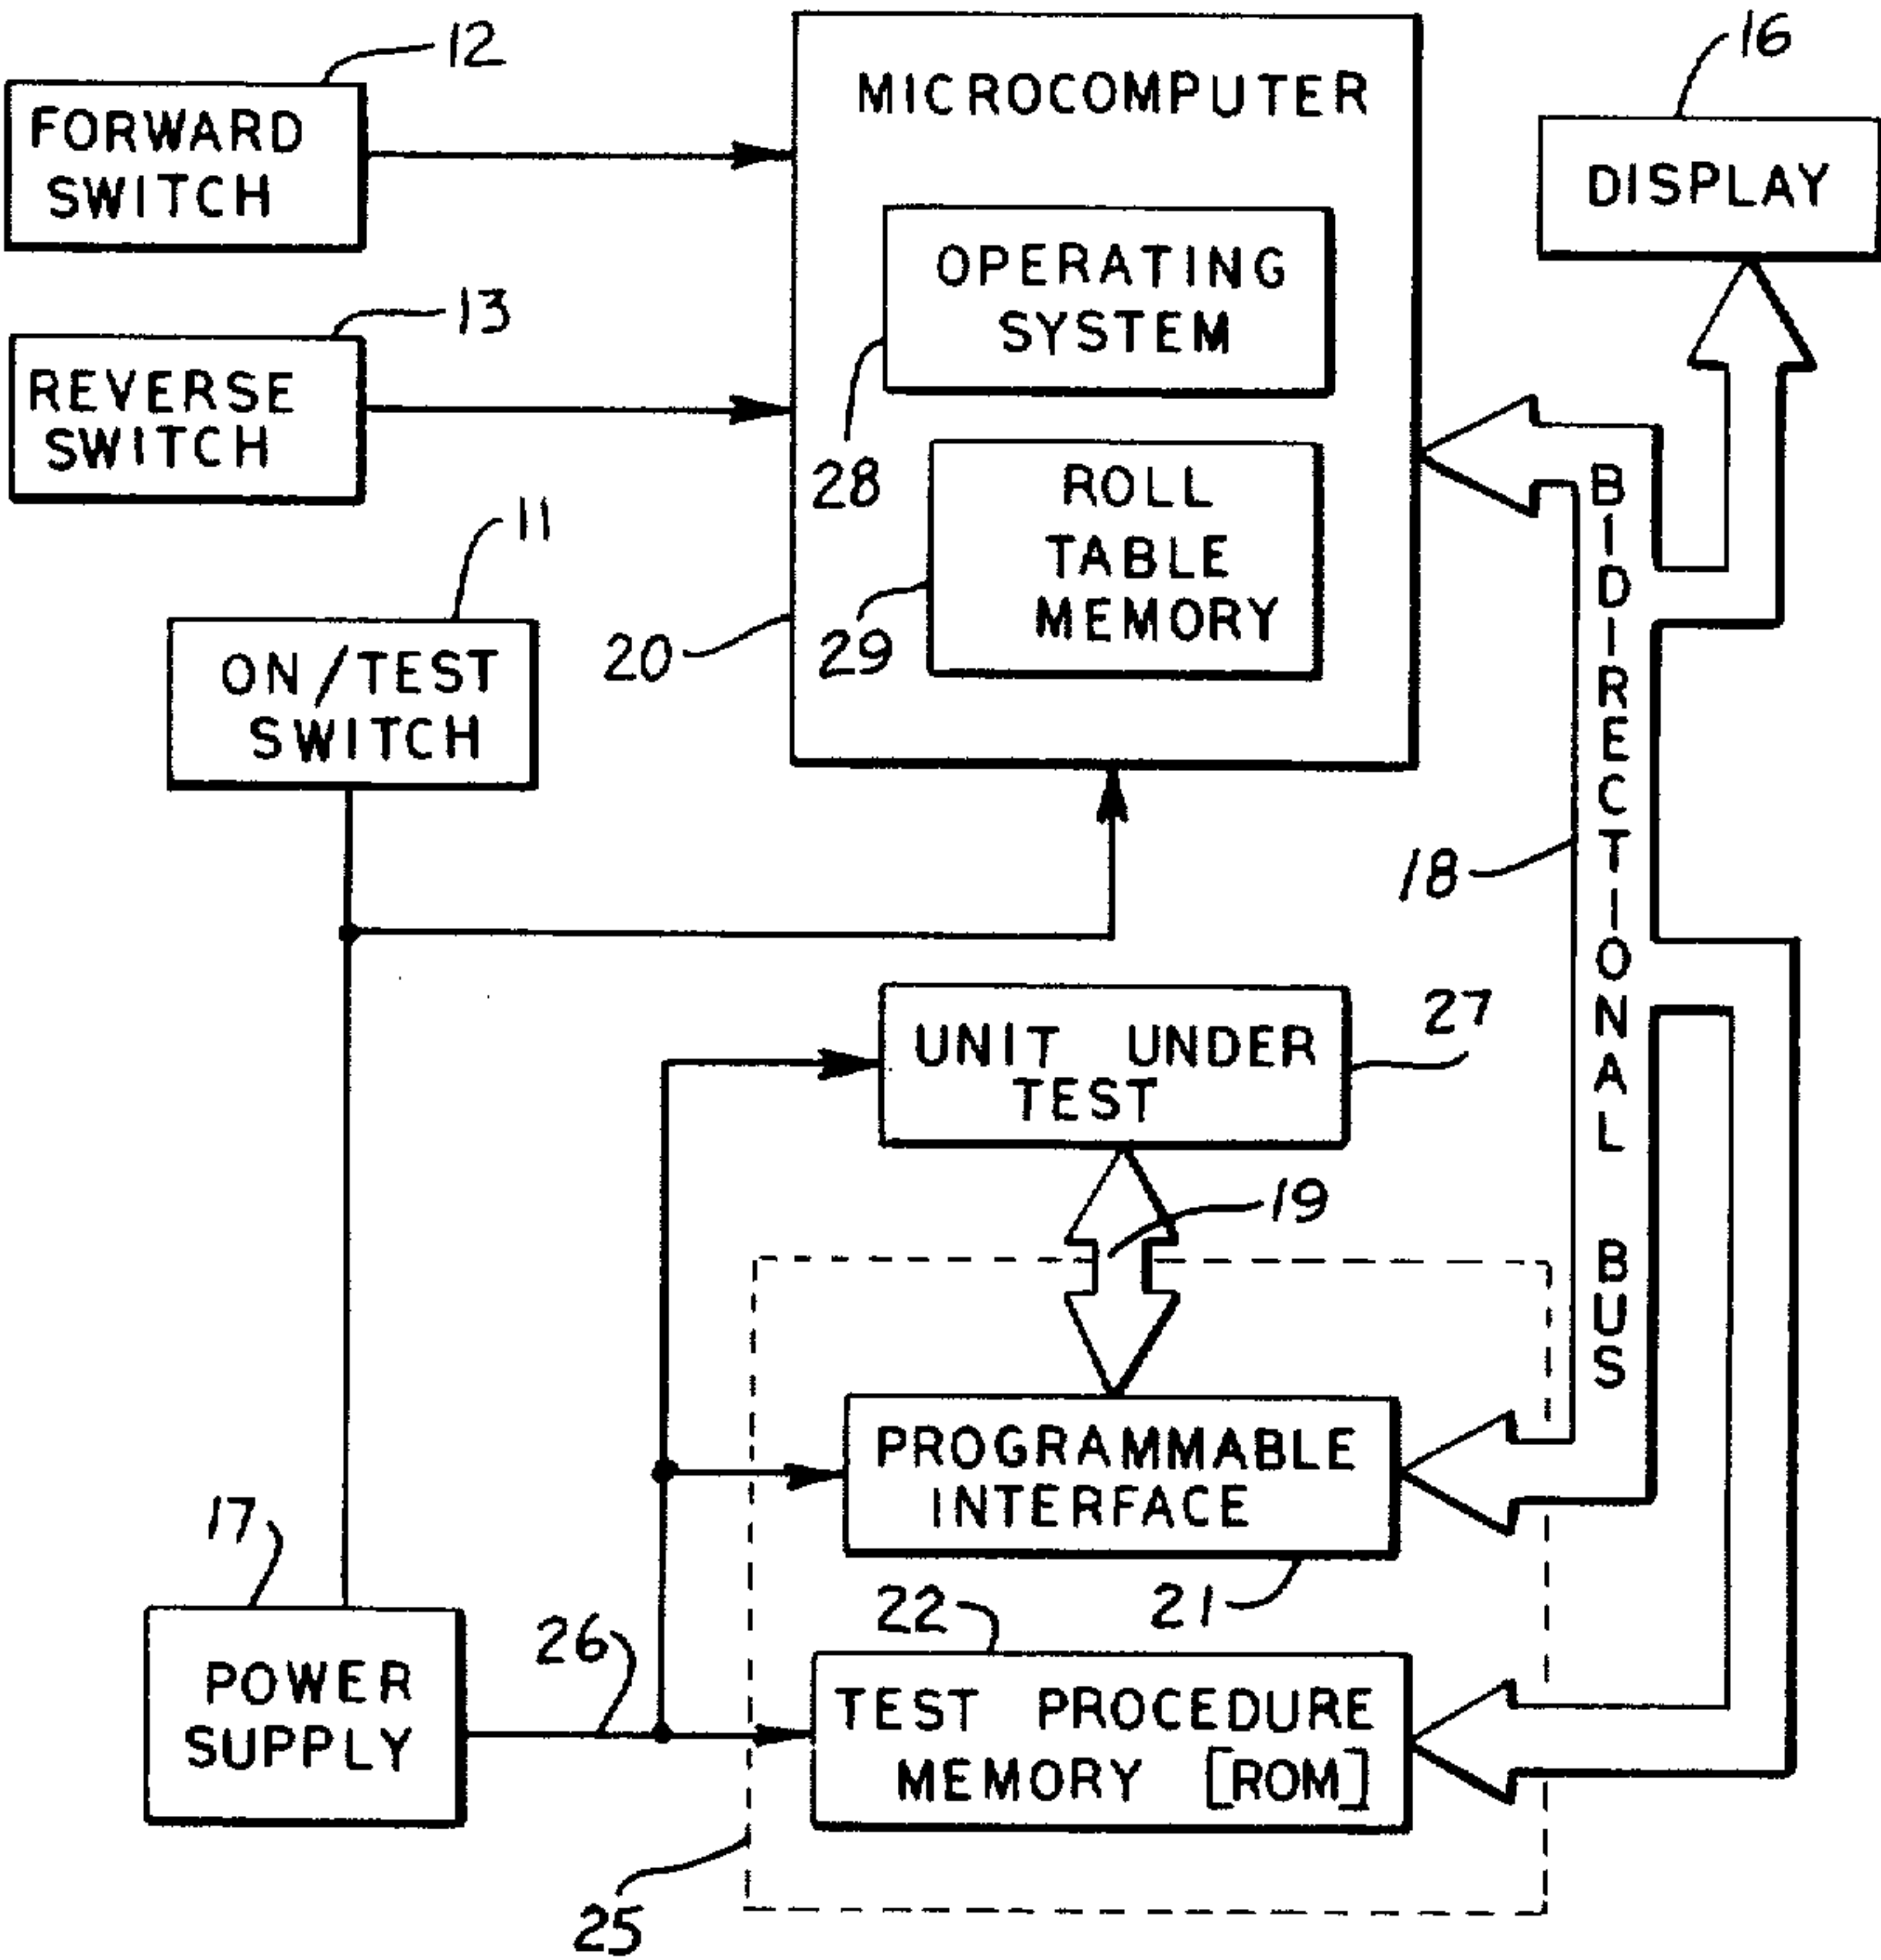 12
FORWARD
SWITCH
13
REVERSE
SWITCH
11
ON/TEST
SWITCH
MICROCOMPUTER
OPERATING
SYSTEM
28
ROLL
TABLE
MEMORY
29
20
16
DISPLAY
BIDIRECTIONAL BUS
18
UNIT UNDER
TEST
27
19
PROGRAMMABLE
INTERFACE
21
22
TEST PROCEDURE
MEMORY [ROM]
17
POWER
SUPPLY
26
25